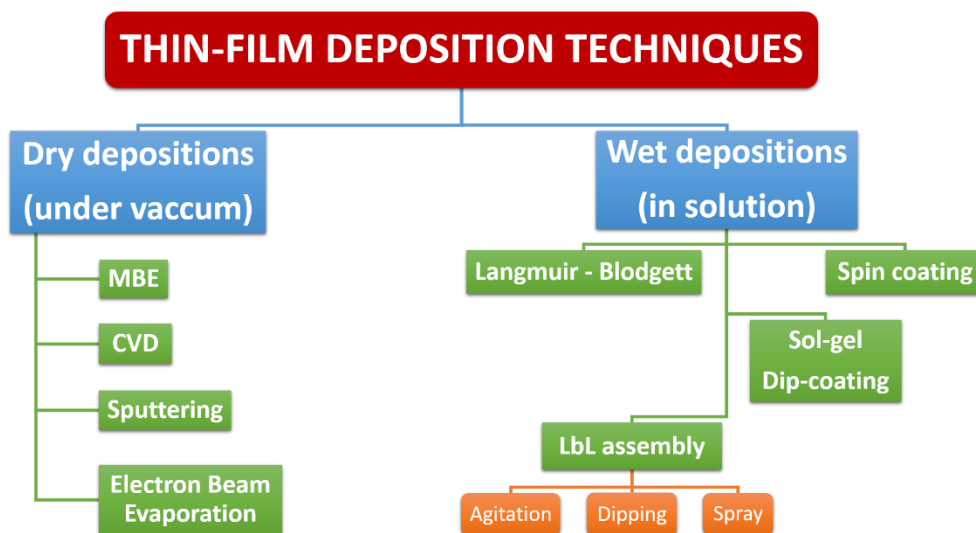 THIN-FILM DEPOSITION TECHNIQUES
Dry depositions
(under vaccum)
MBE
CVD
Sputtering
Electron Beam
Evaporation
Wet depositions
(in solution)
Langmuir - Blodgett
Spin coating
Sol-gel
Dip-coating
LbL assembly
Agitation
Dipping
Spray